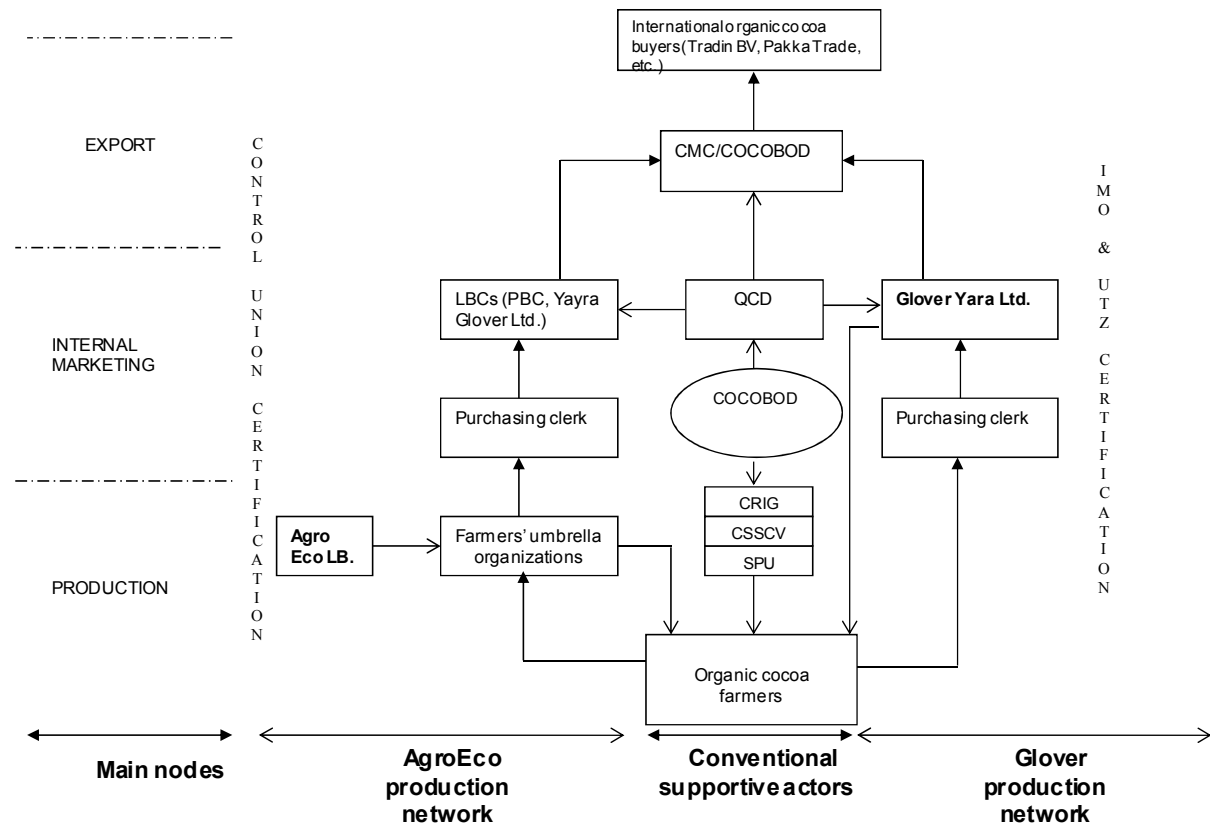 International organic cocoa
buyers (Tradin BV, Pakka Trade,
etc.)
EXPORT
CMC/COCOBOD
CONTROL UNION CERTIFICATION
IMO & UTZ CERTIFICATION
INTERNAL
MARKETING
LBCs (PBC, Yayra
Glover Ltd.)
QCD
Glover Yara Ltd.
Purchasing clerk
COCOBOD
Purchasing clerk
PRODUCTION
Agro
Eco LB.
Farmers' umbrella
organizations
CRIG
CSSCV
SPU
Organic cocoa
farmers
Main nodes
AgroEco
production
network
Conventional
supportive actors
Glover
production
network